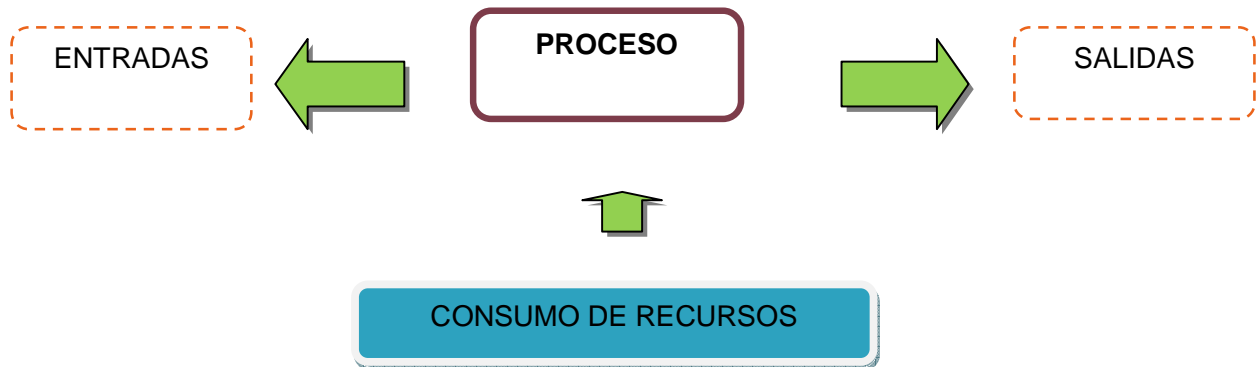 ENTRADAS
PROCESO
SALIDAS
CONSUMO DE RECURSOS